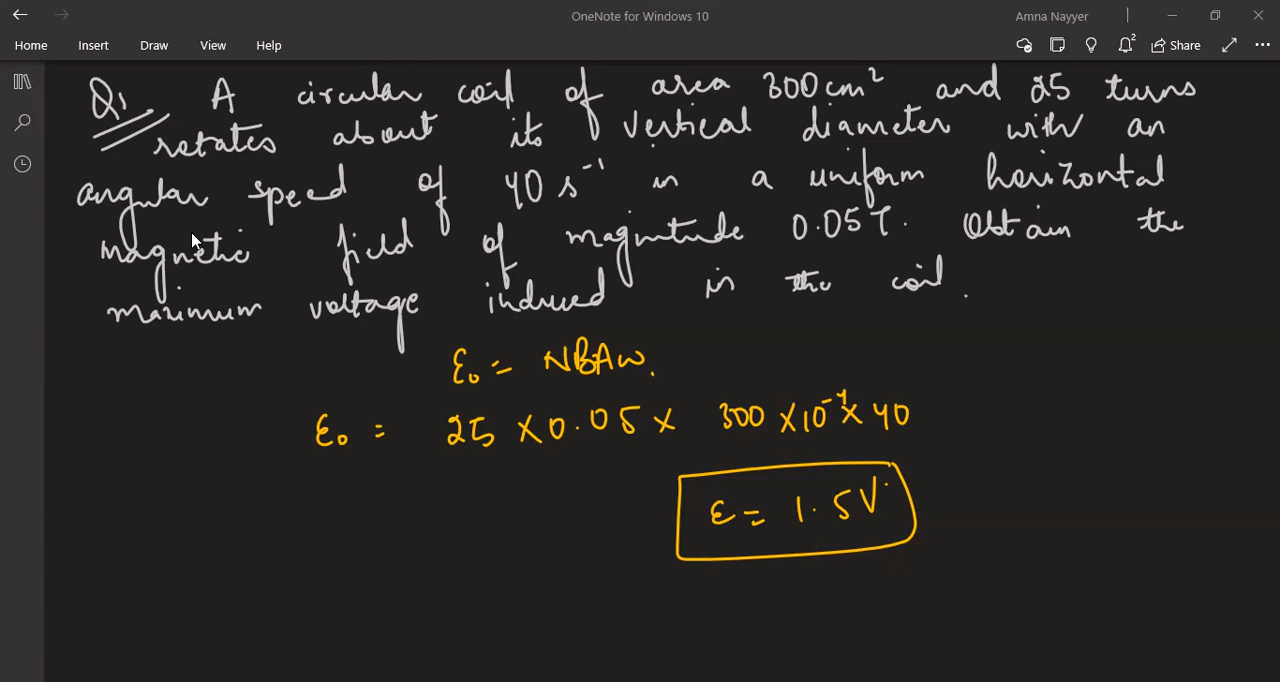 OneNote for Windows 10
Amna Nayyer
Home Insert Draw View Help
2
Share
Q1 A circular coil of area 300cm² and 25 turns
rotates about its vertical diameter with an
angular speed of 40 s⁻¹ in a uniform horizontal
magnetic field of magnitude 0.05T. Obtain the
maximum voltage induced in the coil.
ε₀ = NBAω.
ε₀ = 25 × 0.05 × 300 × 10⁻⁴ × 40
ε = 1.5V